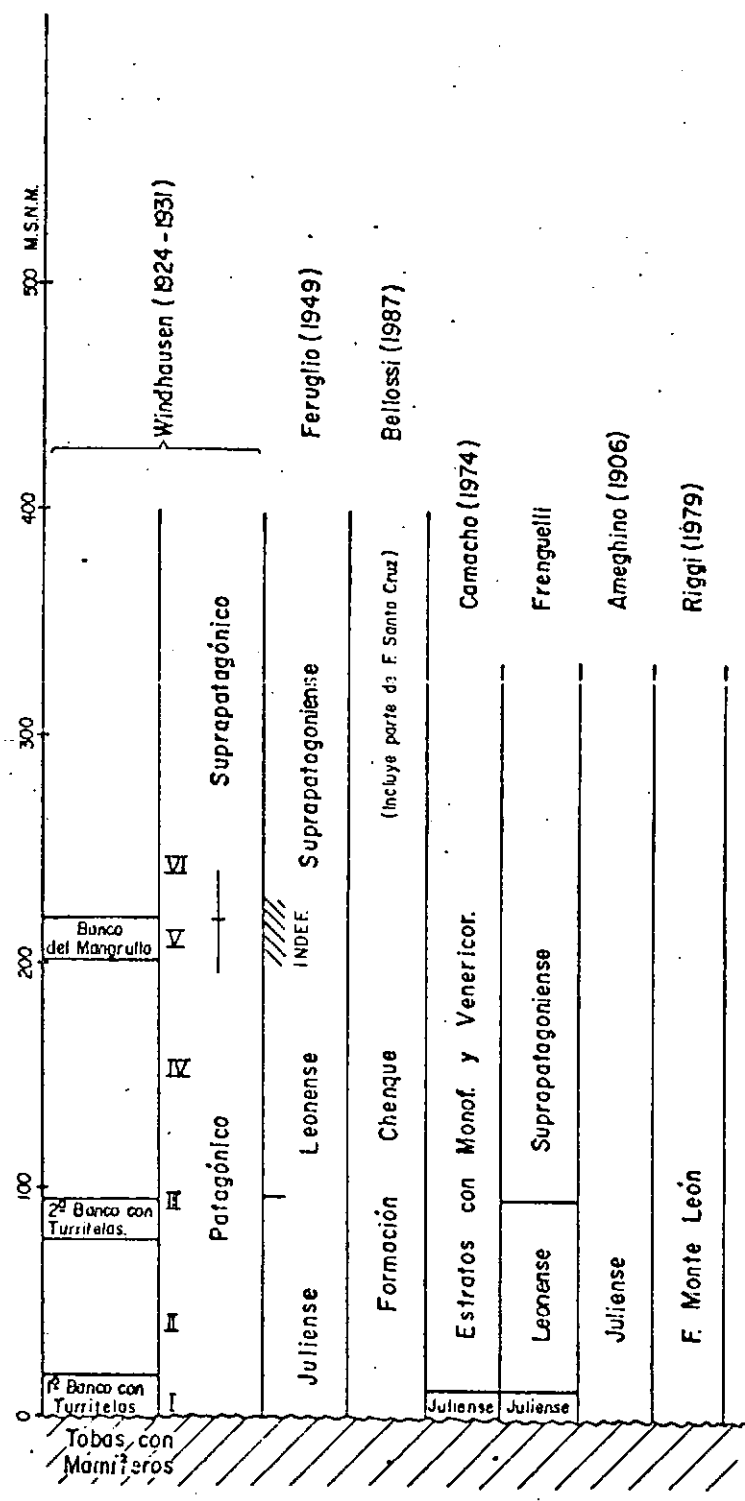 500 M.S.N.M.
400
300
200
100
0
Windhausen (1924-1931)
Feruglio (1949)
Bellossi (1987)
Camacho (1974)
Frenguelli
Ameghino (1906)
Riggi (1979)
Banco
del Mangrullo
2º Banco con
Turritelas.
1º Banco con
Turritelas
Tobas con
Mamíferos
VI
V
IV
III
II
I
Suprapatagónico
Patagónico
Suprapatagoniense
INDEF.
Leonense
Juliense
(Incluye parte de F. Santa Cruz)
Formación Chenque
Estratos con Monof. y Venericor.
Juliense
Suprapatagoniense
Leonense
Juliense
Juliense
F. Monte León